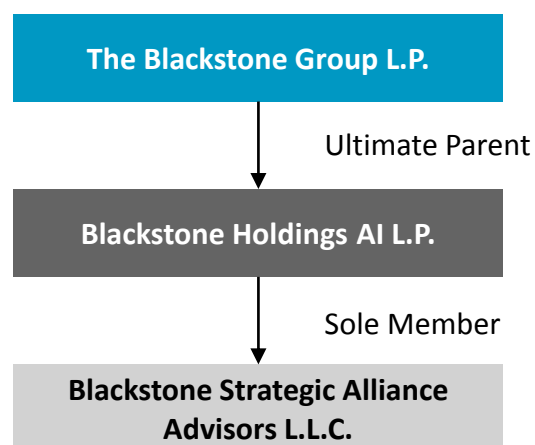 The Blackstone Group L.P.
Ultimate Parent
Blackstone Holdings AI L.P.
Sole Member
Blackstone Strategic Alliance
Advisors L.L.C.